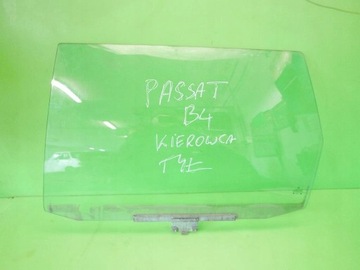 PASSAT
B4
KIEROWCA
TYŁ